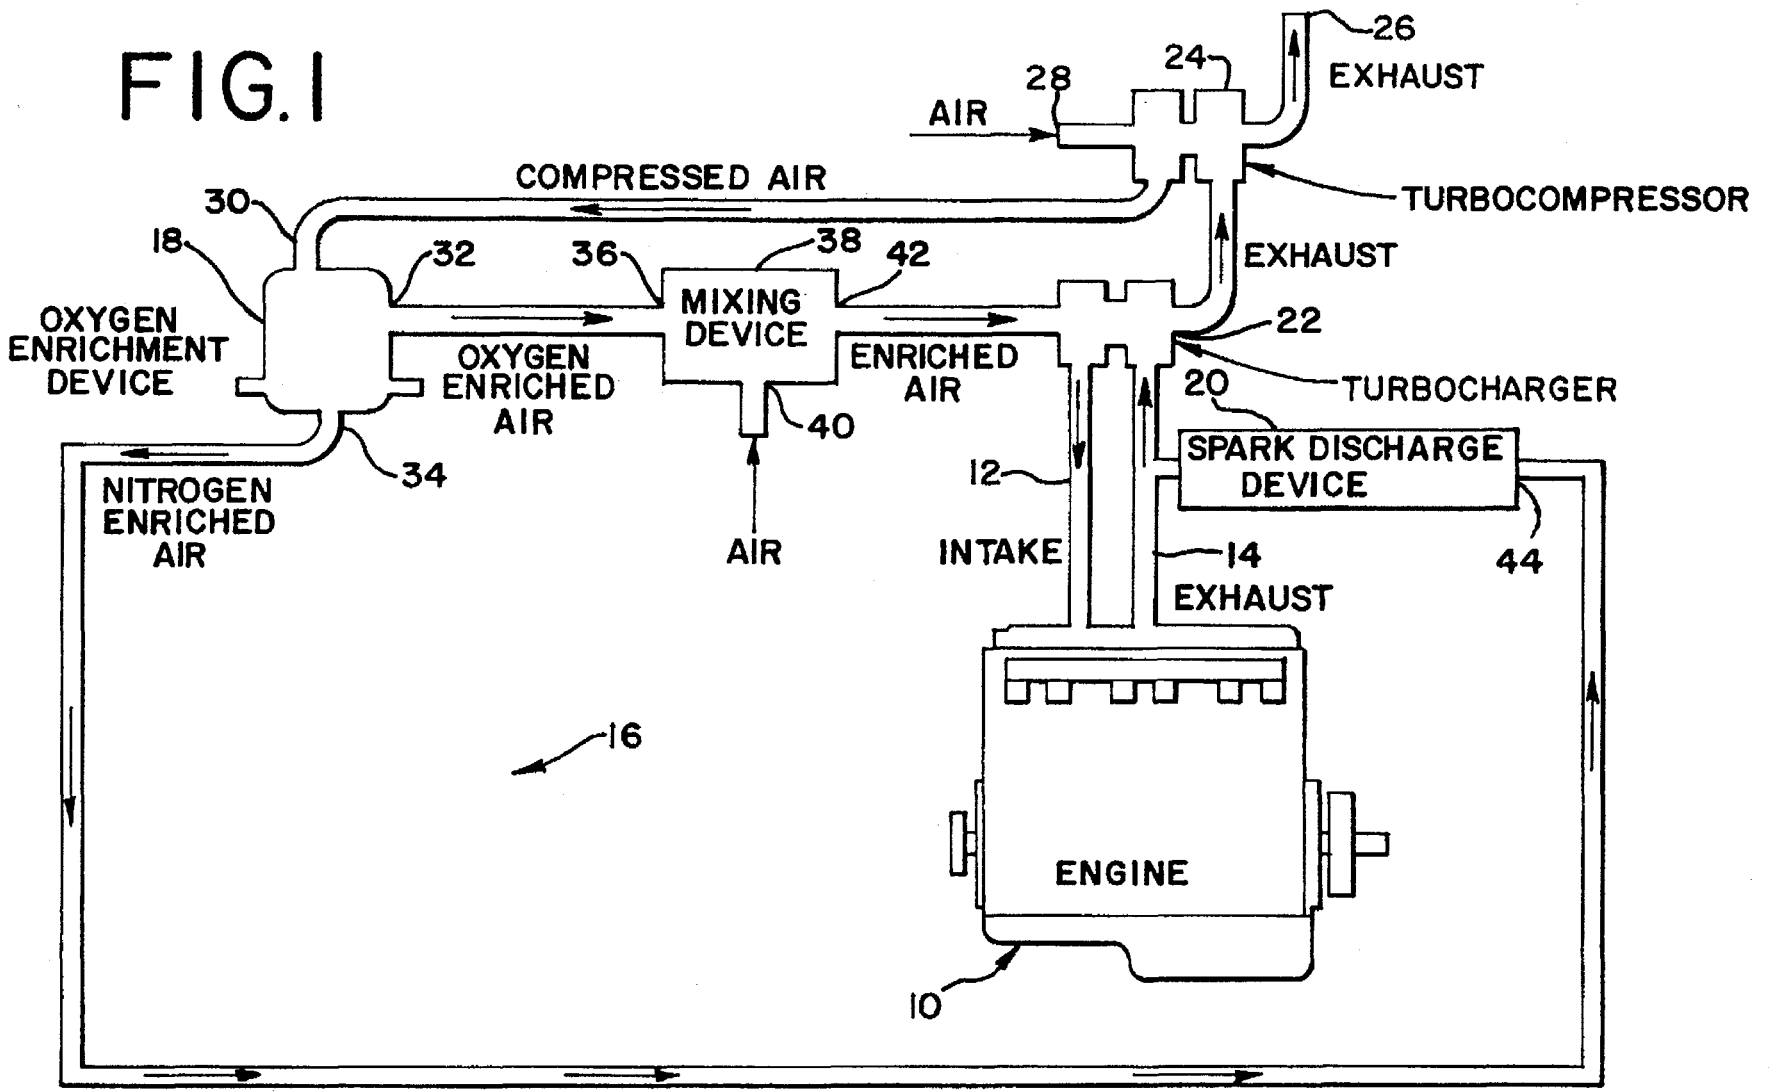 FIG. 1
26
24
EXHAUST
28
AIR
COMPRESSED AIR
TURBOCOMPRESSOR
30
18
32
36
38
42
EXHAUST
MIXING
DEVICE
OXYGEN
ENRICHMENT
DEVICE
22
OXYGEN
ENRICHED
AIR
ENRICHED
AIR
20
TURBOCHARGER
40
SPARK DISCHARGE
DEVICE
34
12
NITROGEN
ENRICHED
AIR
AIR
INTAKE
14
44
EXHAUST
16
ENGINE
10